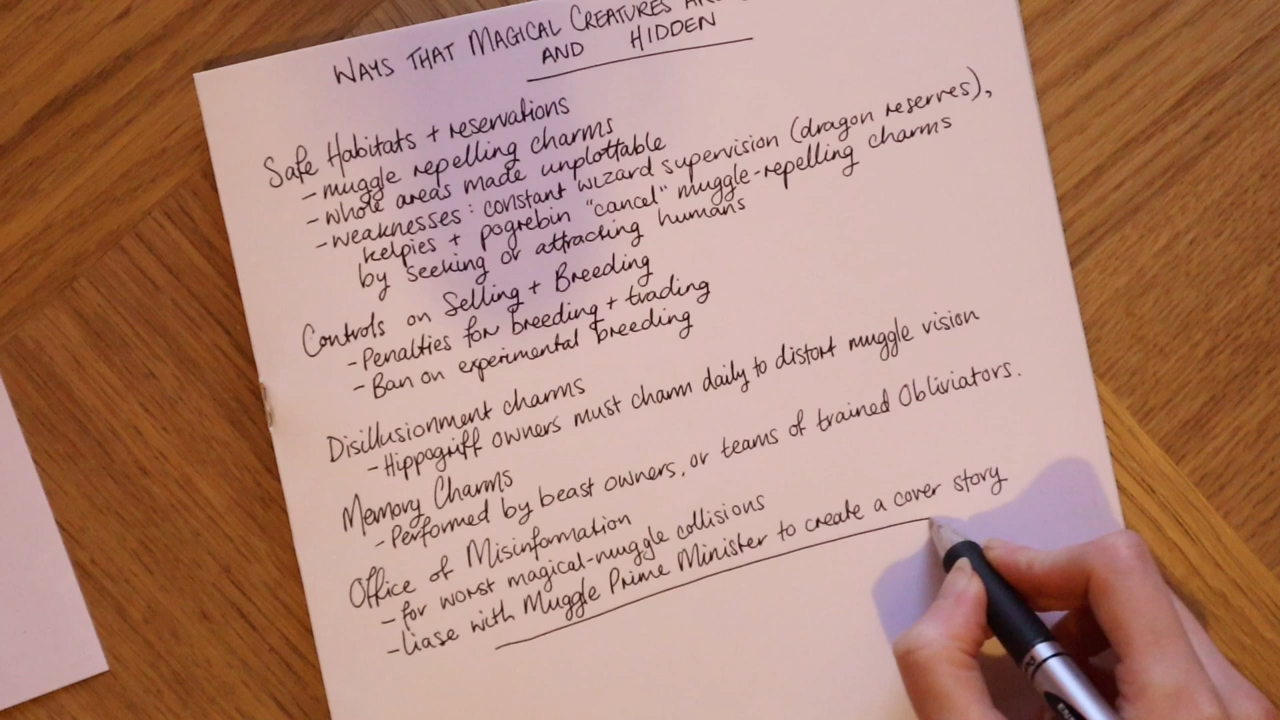 WAYS THAT MAGICAL CREATURES
AND HIDDEN
Safe Habitats + reservations
- muggle repelling charms
- whole areas made unplottable
- weaknesses: constant wizard supervision (dragon reserves),
kelpies + pogrebin "cancel" muggle-repelling charms
by seeking or attracting humans
Controls on Selling + Breeding
- Penalties for breeding + trading
- Ban on experimental breeding
Disillusionment charms
- Hippogriff owners must charm daily to distort muggle vision
Memory Charms
- Performed by beast owners, or teams of trained Obliviators.
Office of Misinformation
- for worst magical-muggle collisions
- liase with Muggle Prime Minister to create a cover story